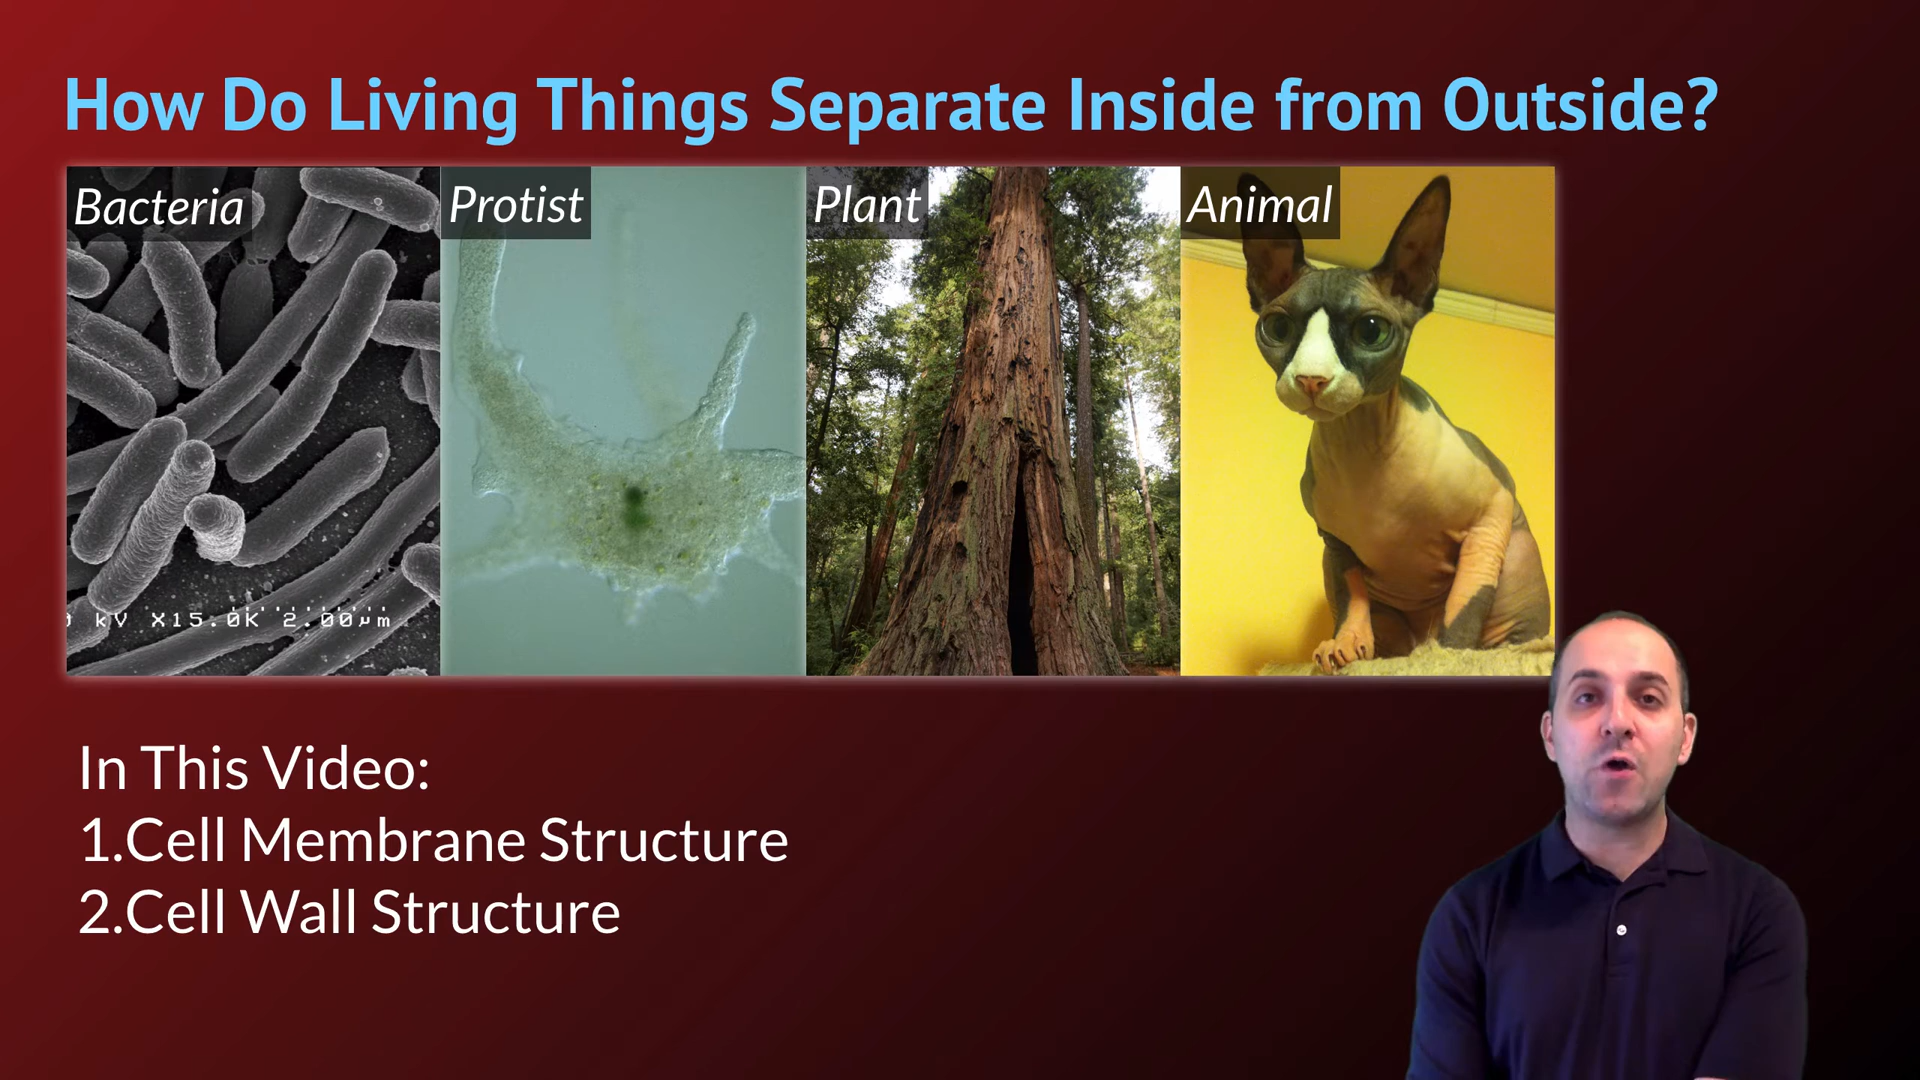 How Do Living Things Separate Inside from Outside?
Bacteria
Protist
Plant
Animal
kV X15.0K 2.00µm
In This Video:
1.Cell Membrane Structure
2.Cell Wall Structure